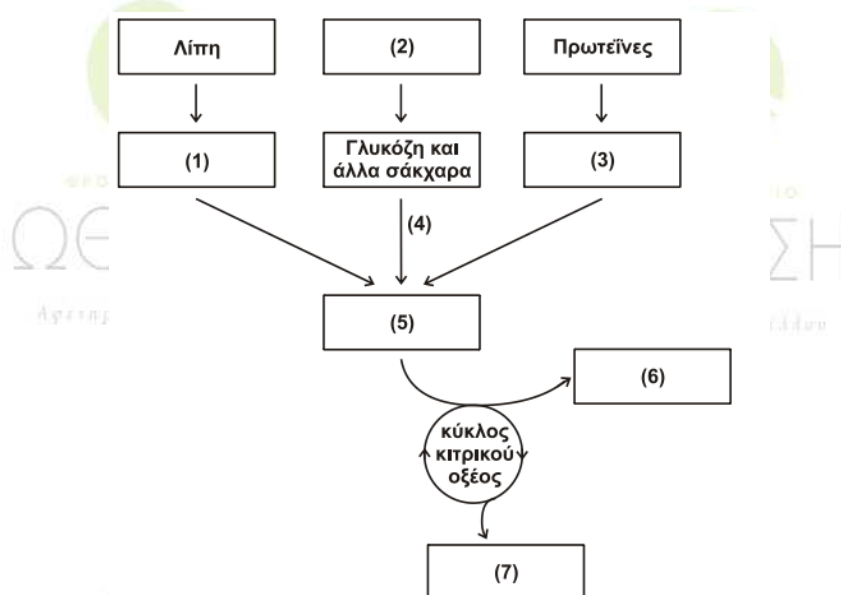 Λίπη
(2)
Πρωτεΐνες
(1)
Γλυκόζη και
άλλα σάκχαρα
(3)
(4)
(5)
(6)
κύκλος
κιτρικού
οξέος
(7)